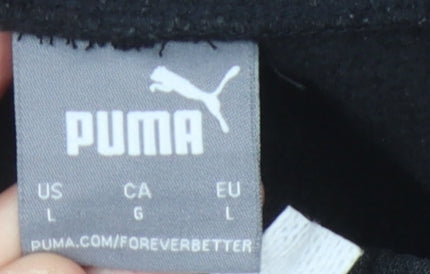 PUMA
US CA EU
L G L
PUMA.COM/FOREVERBETTER